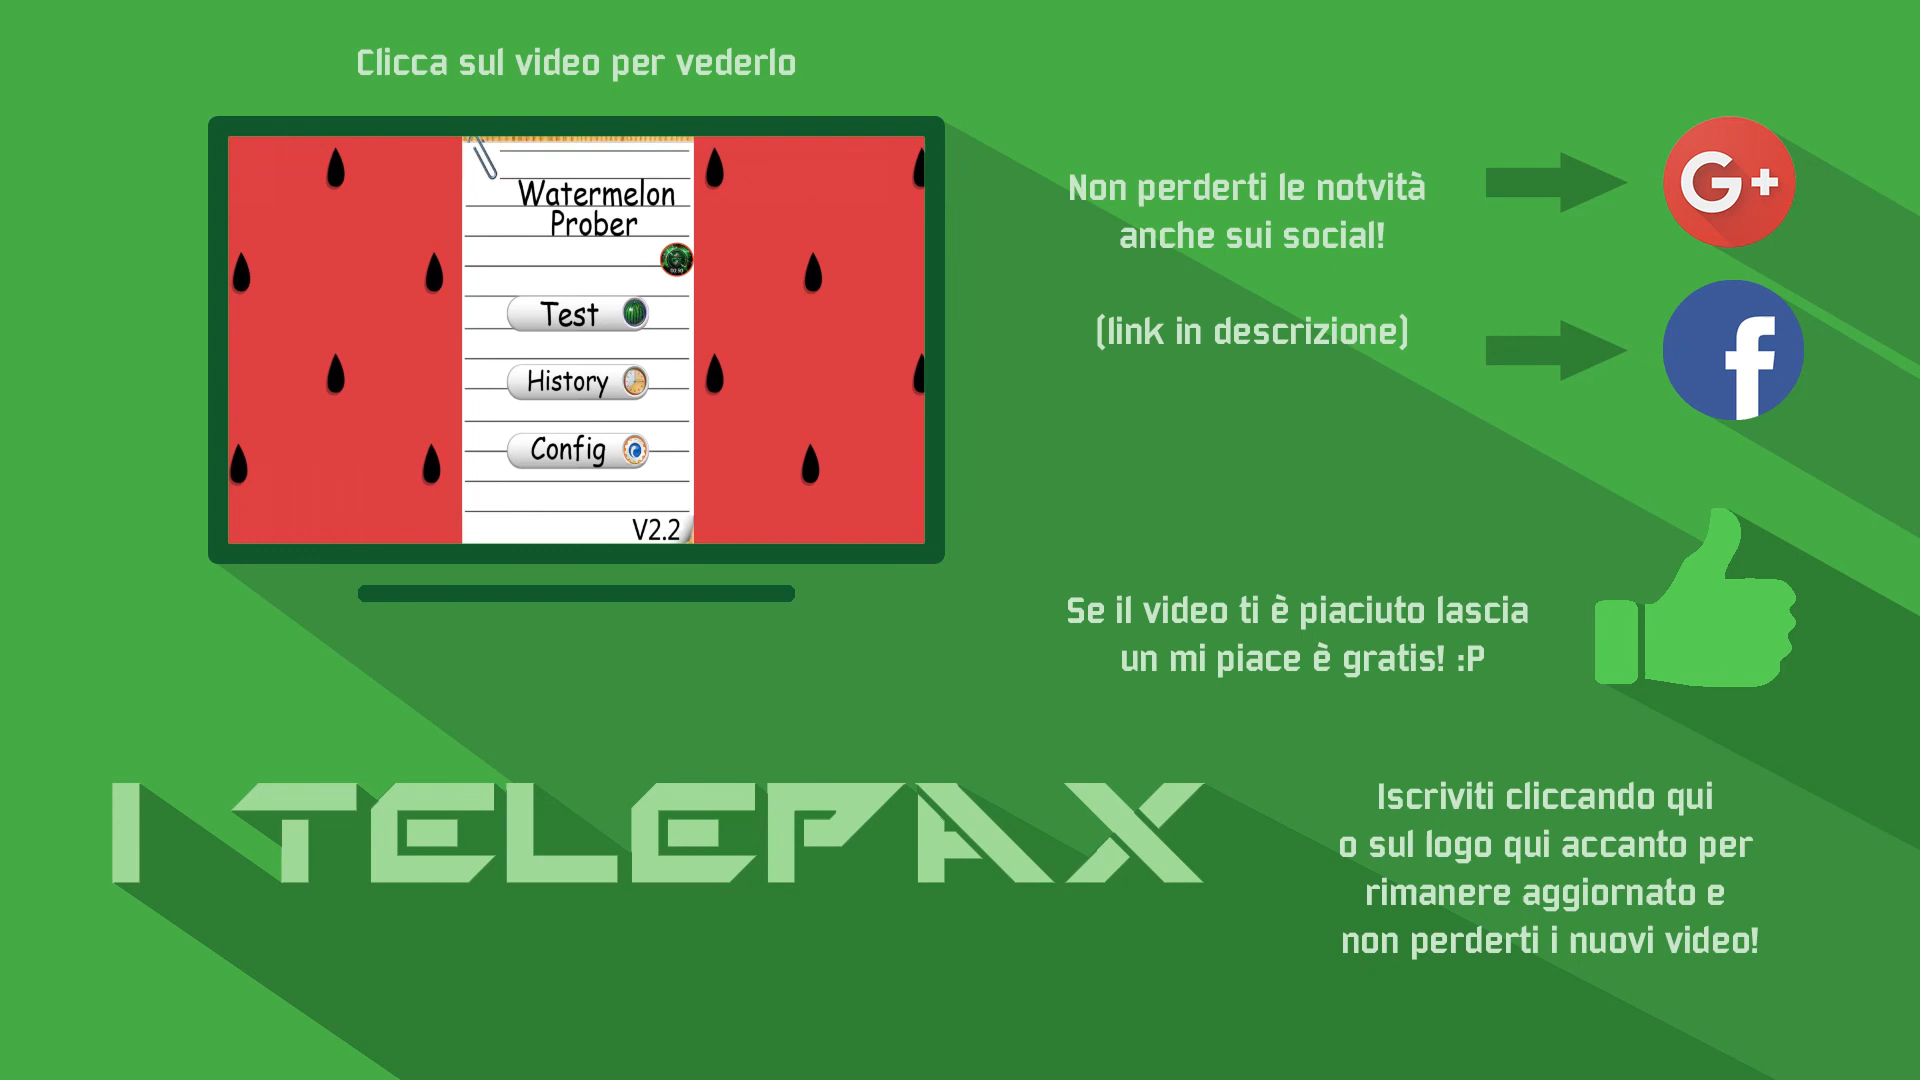 Clicca sul video per vederlo
Watermelon
Prober
Test
History
Config
V2.2
Non perderti le notvità
anche sui social!
(link in descrizione)
G+
f
Se il video ti è piaciuto lascia
un mi piace è gratis! :P
I TELEPAX
Iscriviti cliccando qui
o sul logo qui accanto per
rimanere aggiornato e
non perderti i nuovi video!